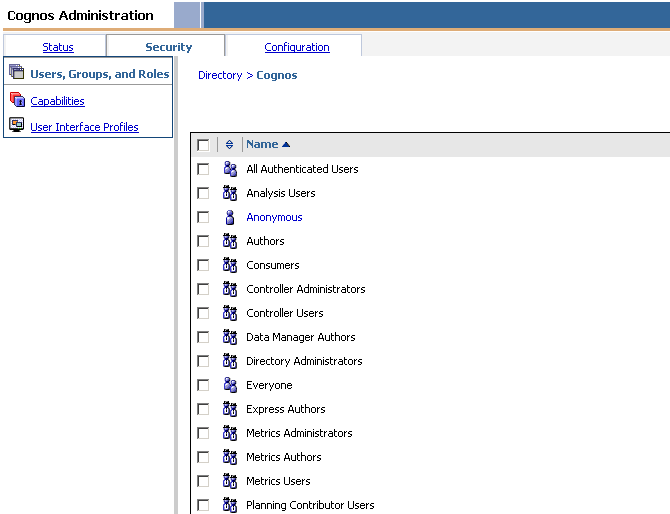 Cognos Administration
Status Security Configuration
Users, Groups, and Roles
Capabilities
User Interface Profiles
Directory > Cognos
Name
All Authenticated Users
Analysis Users
Anonymous
Authors
Consumers
Controller Administrators
Controller Users
Data Manager Authors
Directory Administrators
Everyone
Express Authors
Metrics Administrators
Metrics Authors
Metrics Users
Planning Contributor Users